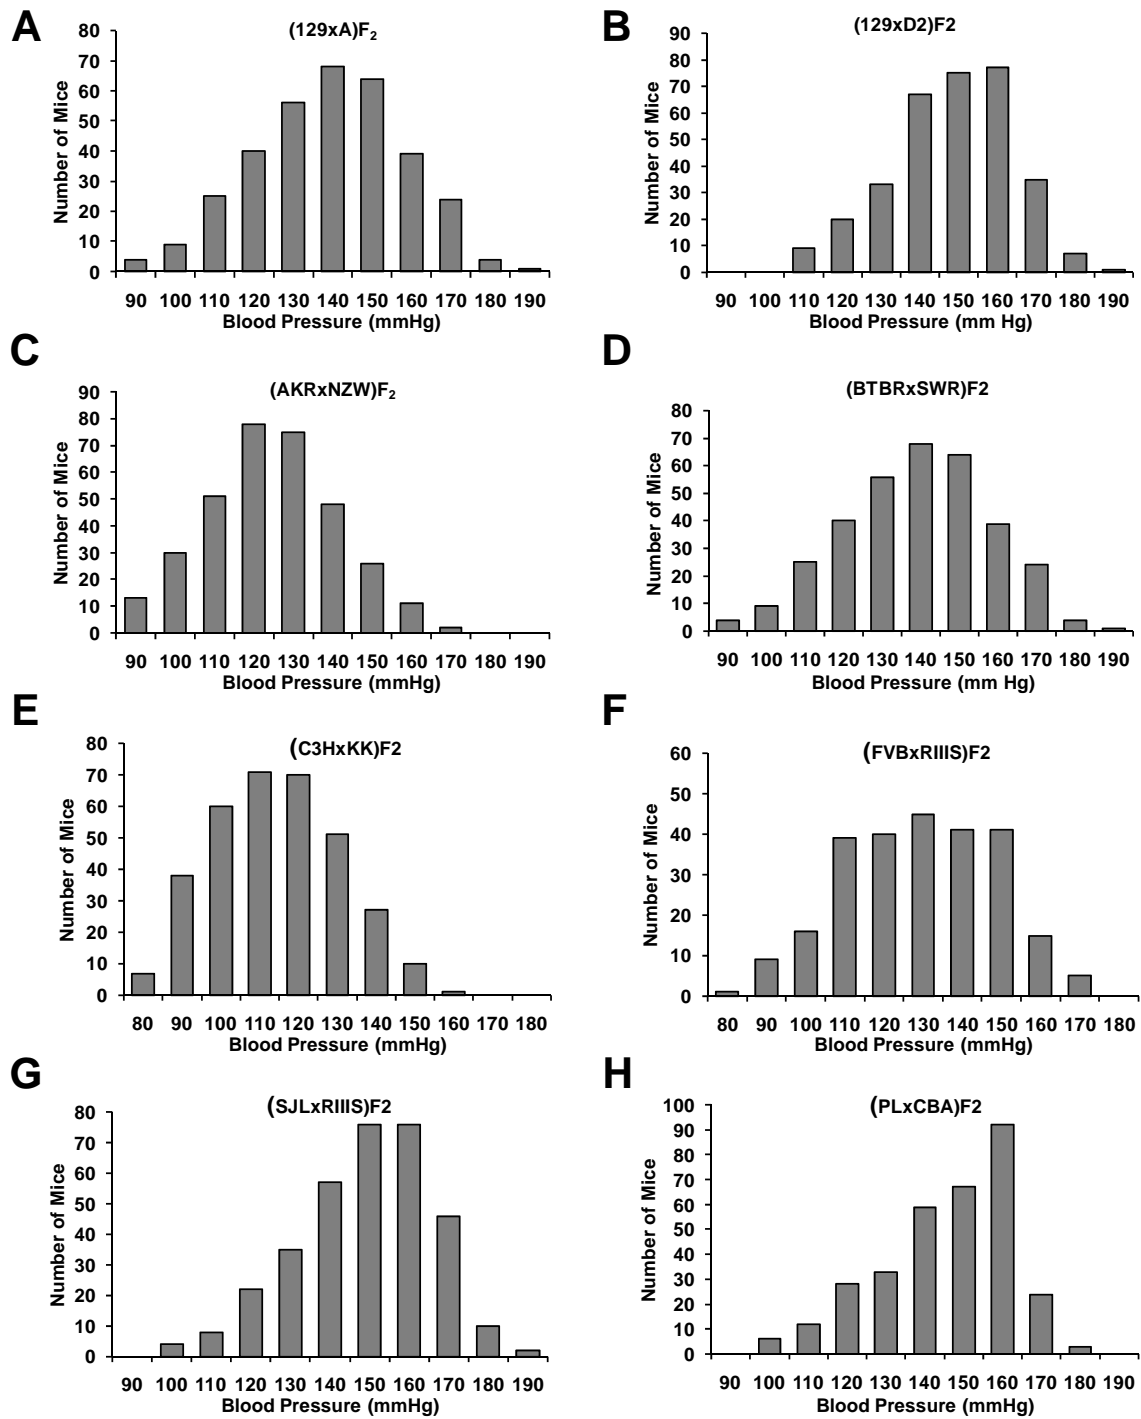 A
(129xA)F₂
Number of Mice
80
70
60
50
40
30
20
10
0
90 100 110 120 130 140 150 160 170 180 190
Blood Pressure (mmHg)
B
(129xD2)F2
Number of Mice
90
80
70
60
50
40
30
20
10
0
90 100 110 120 130 140 150 160 170 180 190
Blood Pressure (mm Hg)
C
(AKRxNZW)F₂
Number of Mice
90
80
70
60
50
40
30
20
10
0
90 100 110 120 130 140 150 160 170 180 190
Blood Pressure (mmHg)
D
(BTBRxSWR)F2
Number of Mice
80
70
60
50
40
30
20
10
0
90 100 110 120 130 140 150 160 170 180 190
Blood Pressure (mm Hg)
E
(C3HxKK)F2
Number of Mice
80
70
60
50
40
30
20
10
0
80 90 100 110 120 130 140 150 160 170 180
Blood Pressure (mmHg)
F
(FVBxRIIIS)F2
Number of Mice
60
50
40
30
20
10
0
80 90 100 110 120 130 140 150 160 170 180
Blood Pressure (mmHg)
G
(SJLxRIIIS)F2
Number of Mice
80
70
60
50
40
30
20
10
0
90 100 110 120 130 140 150 160 170 180 190
Blood Pressure (mmHg)
H
(PLxCBA)F2
Number of Mice
100
90
80
70
60
50
40
30
20
10
0
90 100 110 120 130 140 150 160 170 180 190
Blood Pressure (mmHg)